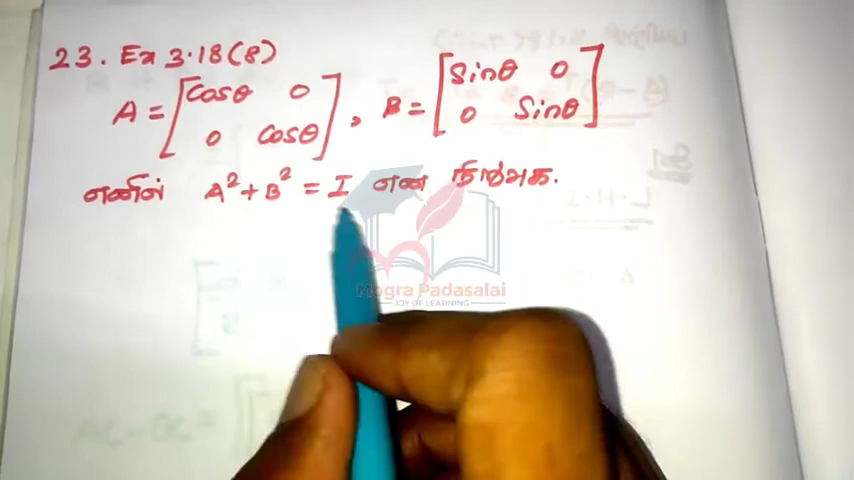 23. Ex 3.18(8)
A = [cosθ 0
0 cosθ] , B = [sinθ 0
0 sinθ]
எனில் A² + B² = I என நிறுவுக.
Mogra Padasalai
JOY OF LEARNING